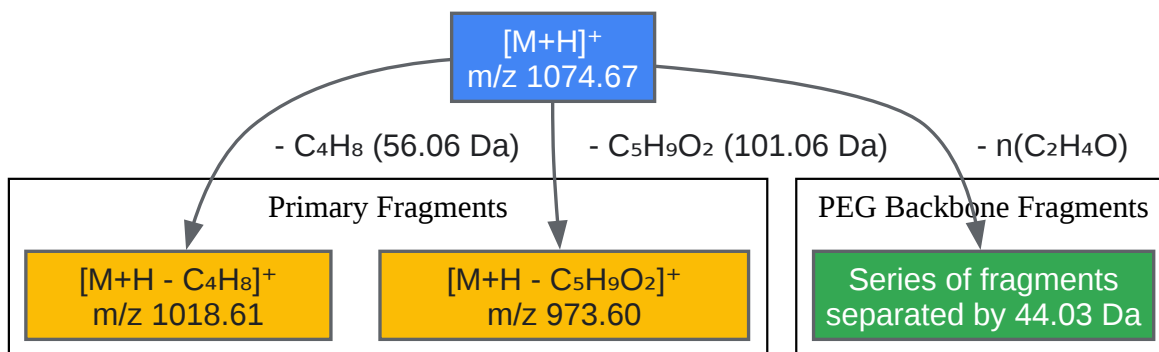 [M+H]⁺
m/z 1074.67
- C₄H₈ (56.06 Da)
- C₅H₉O₂ (101.06 Da)
- n(C₂H₄O)
Primary Fragments
PEG Backbone Fragments
[M+H - C₄H₈]⁺
m/z 1018.61
[M+H - C₅H₉O₂]⁺
m/z 973.60
Series of fragments
separated by 44.03 Da